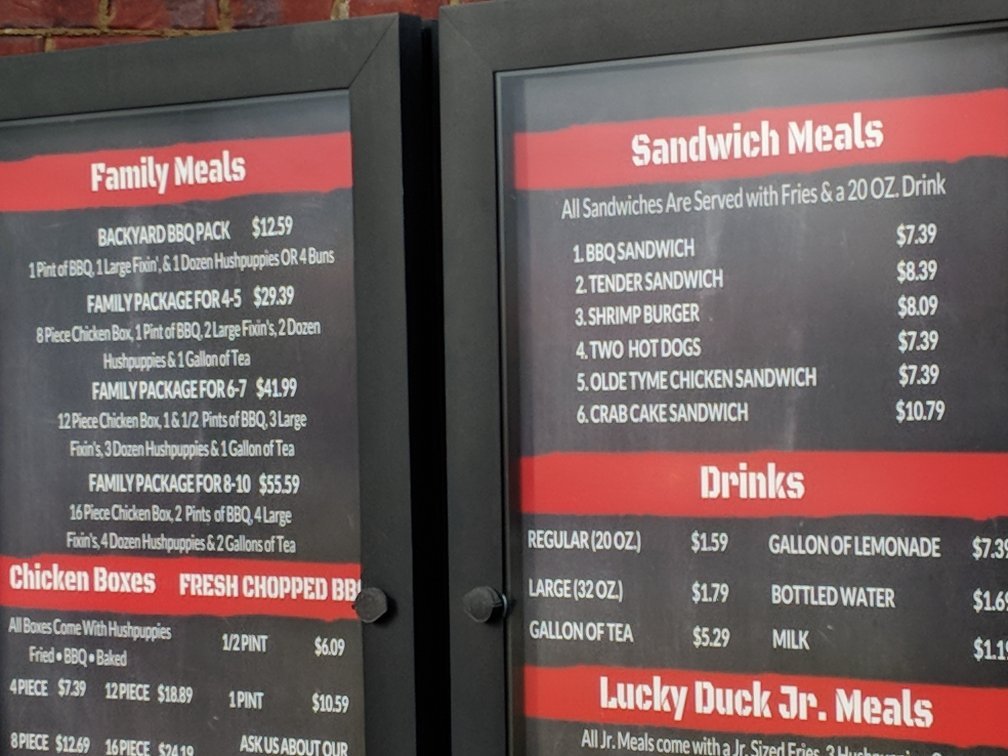 Family Meals
BACKYARD BBQ PACK $12.59
1 Pint of BBQ, 1 Large Fixin', & 1 Dozen Hushpuppies OR 4 Buns
FAMILY PACKAGE FOR 4-5 $29.39
8 Piece Chicken Box, 1 Pint of BBQ, 2 Large Fixin's, 2 Dozen
Hushpuppies & 1 Gallon of Tea
FAMILY PACKAGE FOR 6-7 $41.99
12 Piece Chicken Box, 1 & 1/2 Pints of BBQ, 3 Large
Fixin's, 3 Dozen Hushpuppies & 1 Gallon of Tea
FAMILY PACKAGE FOR 8-10 $55.59
16 Piece Chicken Box, 2 Pints of BBQ, 4 Large
Fixin's, 4 Dozen Hushpuppies & 2 Gallons of Tea
Chicken Boxes
All Boxes Come With Hushpuppies
Fried • BBQ • Baked
4 PIECE $7.39 12 PIECE $18.89
8 PIECE $12.69 16 PIECE $24.19
FRESH CHOPPED
1/2 PINT $6.09
1 PINT $10.59
ASK US ABOUT OUR
Sandwich Meals
All Sandwiches Are Served with Fries & a 20 OZ. Drink
1. BBQ SANDWICH $7.39
2. TENDER SANDWICH $8.39
3. SHRIMP BURGER $8.09
4. TWO HOT DOGS $7.39
5. OLDE TYME CHICKEN SANDWICH $7.39
6. CRAB CAKE SANDWICH $10.79
Drinks
REGULAR (20 OZ.) $1.59
LARGE (32 OZ.) $1.79
GALLON OF TEA $5.29
GALLON OF LEMONADE $7.39
BOTTLED WATER $1.6
MILK $1.1
Lucky Duck Jr. Meals
All Jr. Meals come with a Jr. Sized Fries, 3